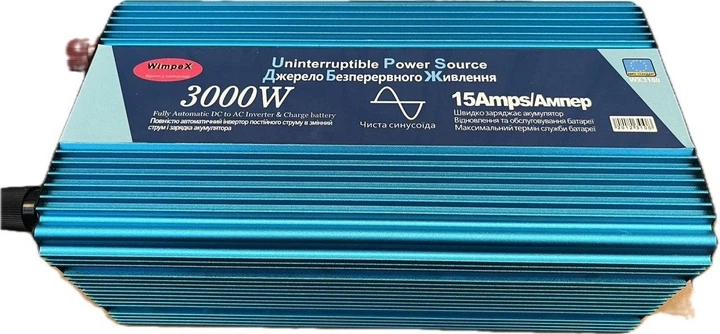 WimpeX
Uninterruptible Power Source
Джерело Безперервного Живлення
3000W
Fully Automatic DC to AC Inverter & Charge battery
Повністю автоматичний інвертор постійного струму в змінний
струм і зарядка акумулятора
Чиста синусоїда
15Amps/Ампер
Швидко заряджає акумулятор
Відновлення та обслуговування батареї
Максимальний термін служби батареї